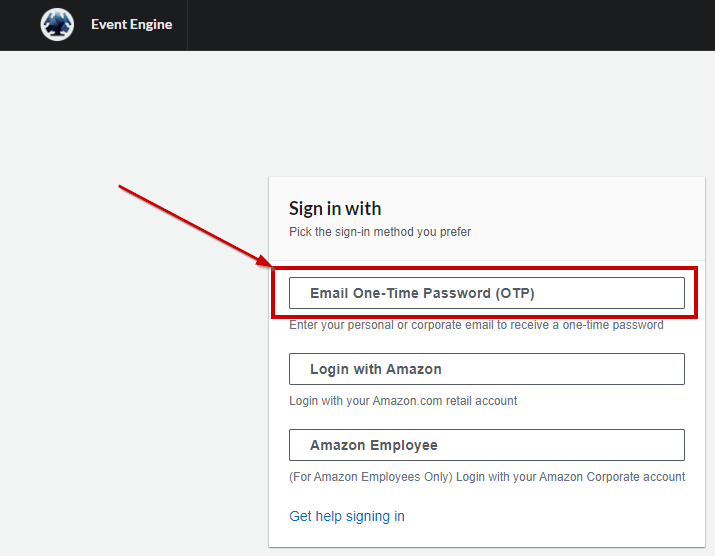 Event Engine
Sign in with
Pick the sign-in method you prefer
Email One-Time Password (OTP)
Enter your personal or corporate email to receive a one-time password
Login with Amazon
Login with your Amazon.com retail account
Amazon Employee
(For Amazon Employees Only) Login with your Amazon Corporate account
Get help signing in